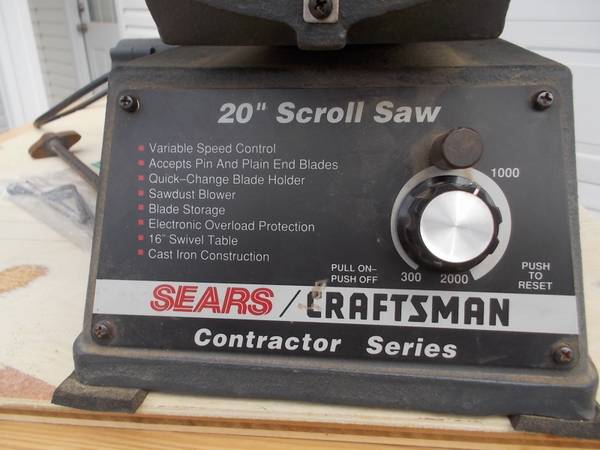 20" Scroll Saw
Variable Speed Control
Accepts Pin And Plain End Blades
Quick-Change Blade Holder
Sawdust Blower
Blade Storage
Electronic Overload Protection
16" Swivel Table
Cast Iron Construction
1000
PULL ON-
PUSH OFF
300
2000
PUSH
TO
RESET
SEARS / CRAFTSMAN
Contractor Series